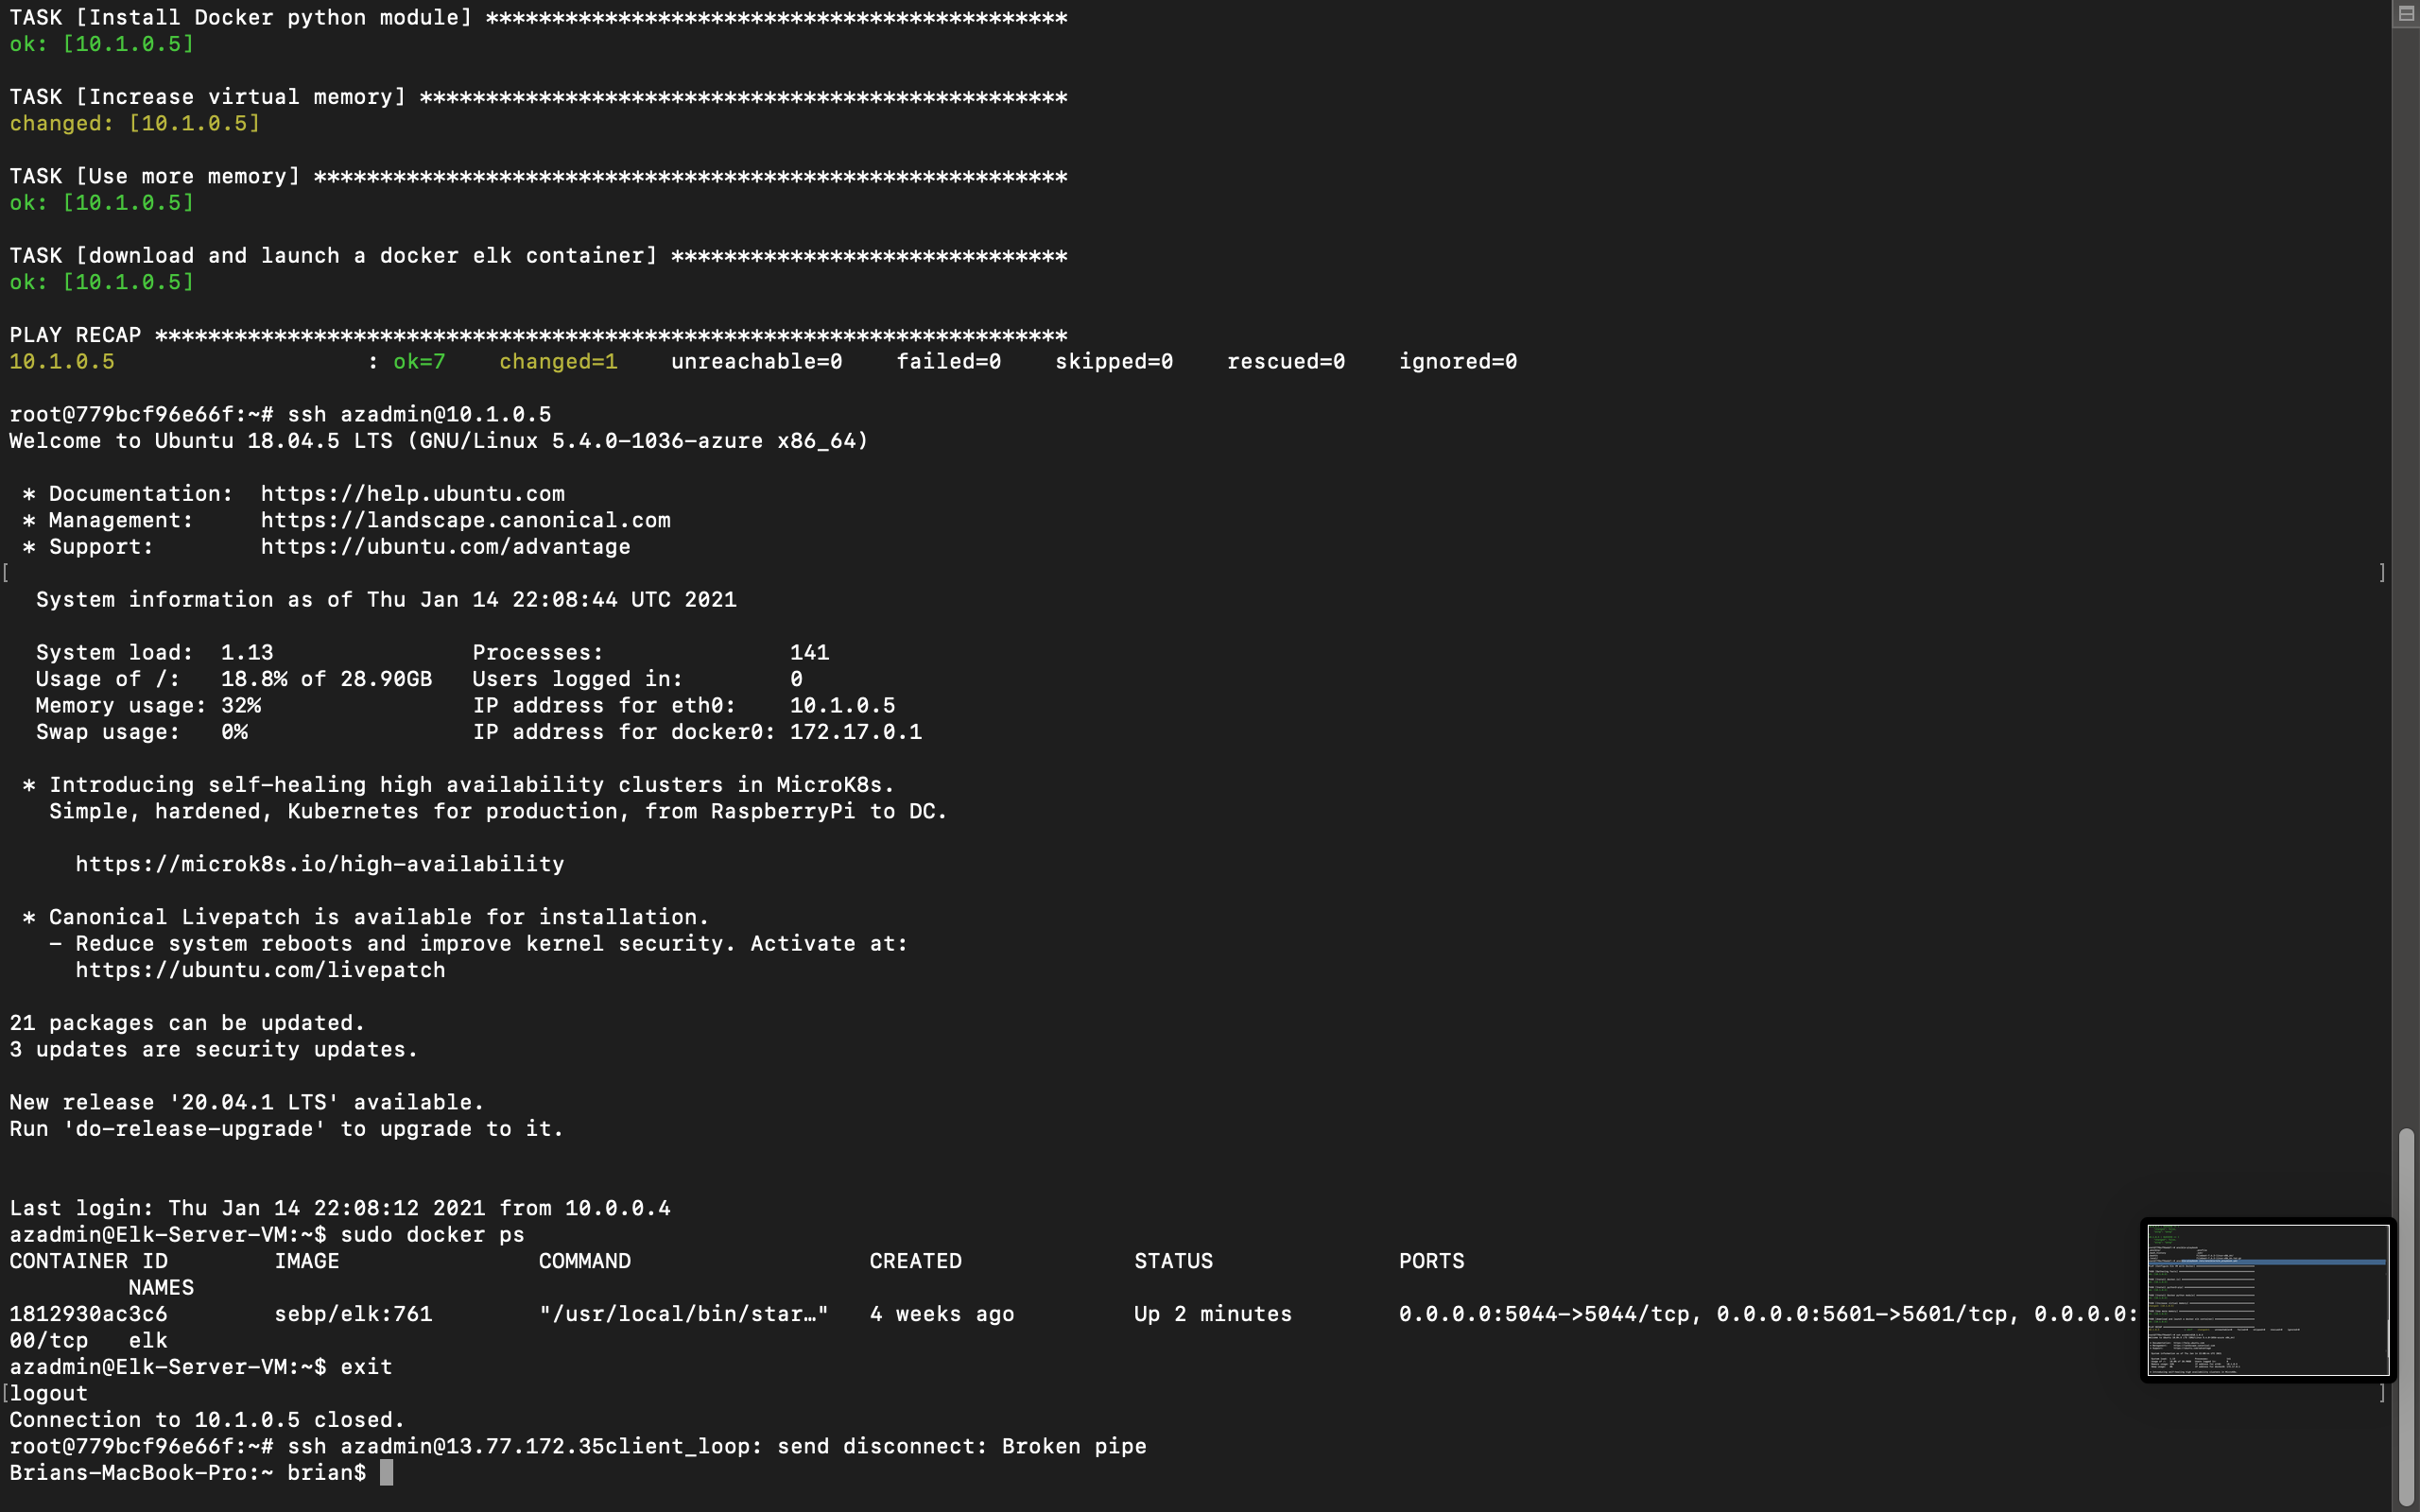 TASK [Install Docker python module] ********************************************
ok: [10.1.0.5]
TASK [Increase virtual memory] *************************************************
changed: [10.1.0.5]
TASK [Use more memory] *********************************************************
ok: [10.1.0.5]
TASK [download and launch a docker elk container] ******************************
ok: [10.1.0.5]
PLAY RECAP *********************************************************************
10.1.0.5                   : ok=7    changed=1    unreachable=0    failed=0    skipped=0    rescued=0    ignored=0
root@779bcf96e66f:~# ssh azadmin@10.1.0.5
Welcome to Ubuntu 18.04.5 LTS (GNU/Linux 5.4.0-1036-azure x86_64)
 * Documentation:  https://help.ubuntu.com
 * Management:     https://landscape.canonical.com
 * Support:        https://ubuntu.com/advantage
[ ]
  System information as of Thu Jan 14 22:08:44 UTC 2021
  System load:  1.13               Processes:              141
  Usage of /:   18.8% of 28.90GB   Users logged in:        0
  Memory usage: 32%                IP address for eth0:    10.1.0.5
  Swap usage:   0%                 IP address for docker0: 172.17.0.1
 * Introducing self-healing high availability clusters in MicroK8s.
   Simple, hardened, Kubernetes for production, from RaspberryPi to DC.
     https://microk8s.io/high-availability
 * Canonical Livepatch is available for installation.
   - Reduce system reboots and improve kernel security. Activate at:
     https://ubuntu.com/livepatch
21 packages can be updated.
3 updates are security updates.
New release '20.04.1 LTS' available.
Run 'do-release-upgrade' to upgrade to it.
Last login: Thu Jan 14 22:08:12 2021 from 10.0.0.4
azadmin@Elk-Server-VM:~$ sudo docker ps
CONTAINER ID        IMAGE               COMMAND                  CREATED             STATUS              PORTS
         NAMES
1812930ac3c6        sebp/elk:761        "/usr/local/bin/star…"   4 weeks ago         Up 2 minutes        0.0.0.0:5044->5044/tcp, 0.0.0.0:5601->5601/tcp, 0.0.0.0:
00/tcp   elk
azadmin@Elk-Server-VM:~$ exit
[logout ]
Connection to 10.1.0.5 closed.
root@779bcf96e66f:~# ssh azadmin@13.77.172.35client_loop: send disconnect: Broken pipe
Brians-MacBook-Pro:~ brian$